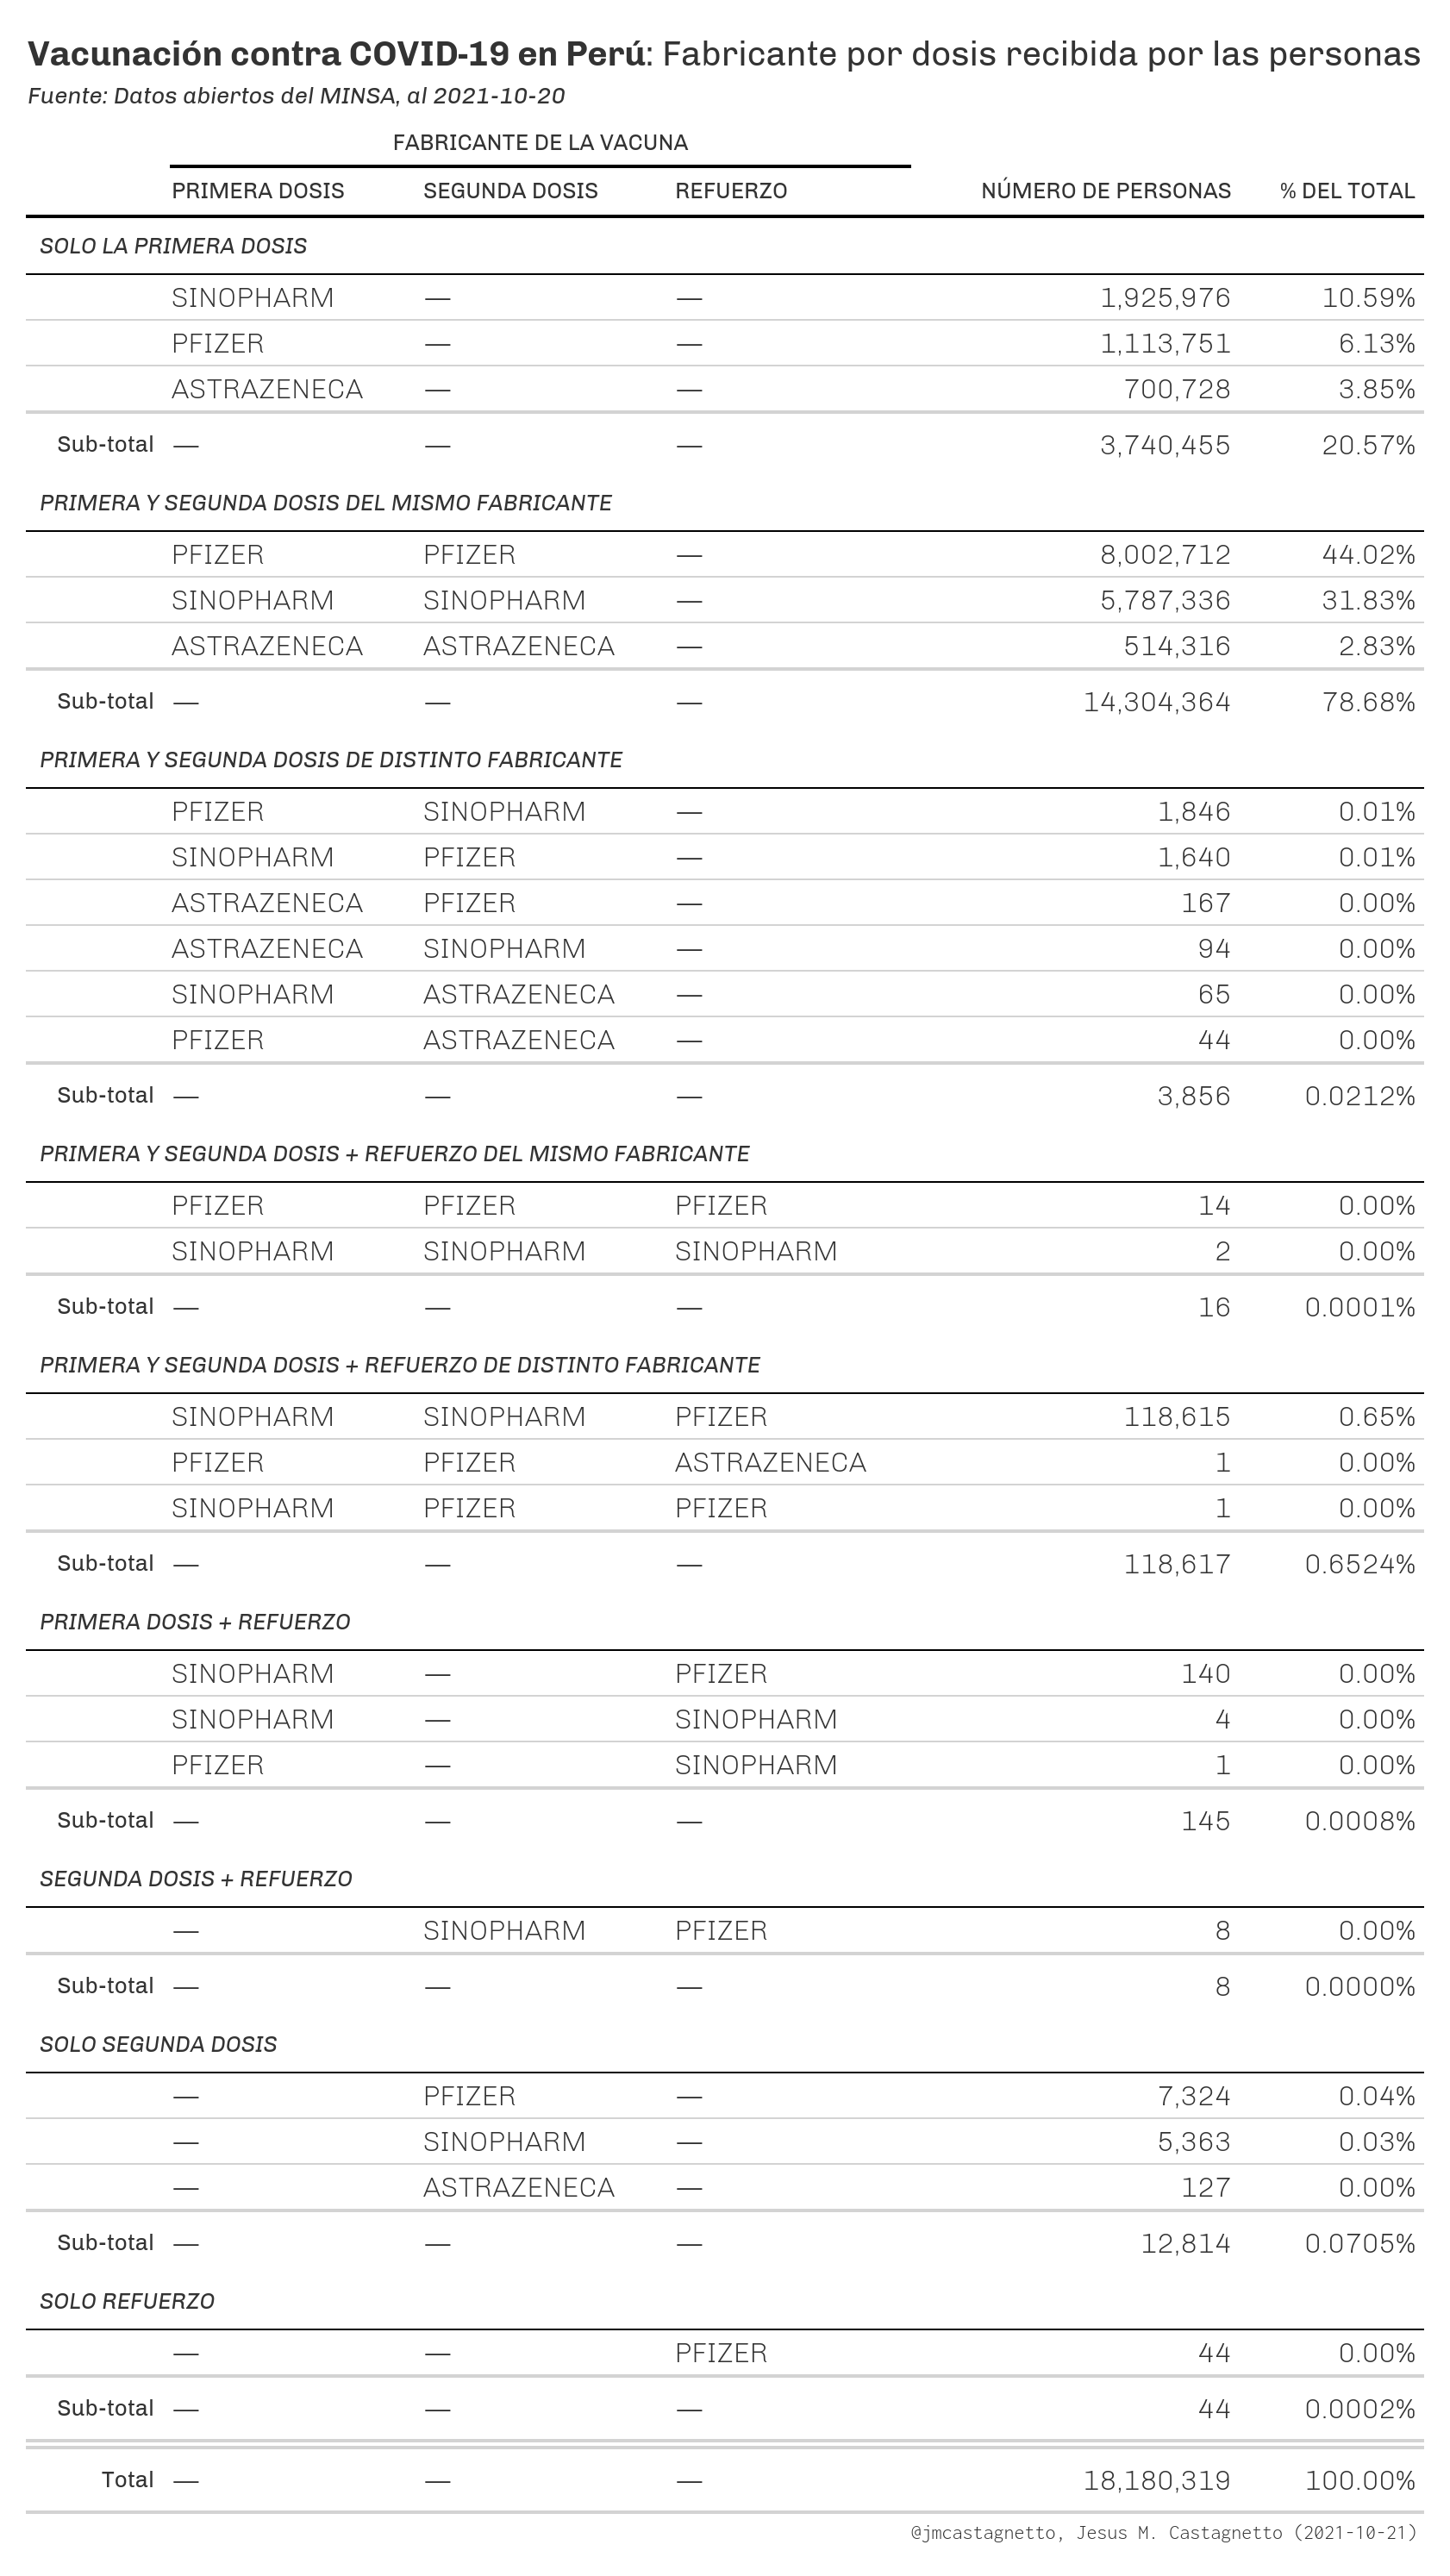 Vacunación contra COVID-19 en Perú: Fabricante por dosis recibida por las personas
Fuente: Datos abiertos del MINSA, al 2021-10-20
FABRICANTE DE LA VACUNA
PRIMERA DOSIS SEGUNDA DOSIS REFUERZO NÚMERO DE PERSONAS % DEL TOTAL
SOLO LA PRIMERA DOSIS
SINOPHARM — — 1,925,976 10.59%
PFIZER — — 1,113,751 6.13%
ASTRAZENECA — — 700,728 3.85%
Sub-total — — — 3,740,455 20.57%
PRIMERA Y SEGUNDA DOSIS DEL MISMO FABRICANTE
PFIZER PFIZER — 8,002,712 44.02%
SINOPHARM SINOPHARM — 5,787,336 31.83%
ASTRAZENECA ASTRAZENECA — 514,316 2.83%
Sub-total — — — 14,304,364 78.68%
PRIMERA Y SEGUNDA DOSIS DE DISTINTO FABRICANTE
PFIZER SINOPHARM — 1,846 0.01%
SINOPHARM PFIZER — 1,640 0.01%
ASTRAZENECA PFIZER — 167 0.00%
ASTRAZENECA SINOPHARM — 94 0.00%
SINOPHARM ASTRAZENECA — 65 0.00%
PFIZER ASTRAZENECA — 44 0.00%
Sub-total — — — 3,856 0.0212%
PRIMERA Y SEGUNDA DOSIS + REFUERZO DEL MISMO FABRICANTE
PFIZER PFIZER PFIZER 14 0.00%
SINOPHARM SINOPHARM SINOPHARM 2 0.00%
Sub-total — — — 16 0.0001%
PRIMERA Y SEGUNDA DOSIS + REFUERZO DE DISTINTO FABRICANTE
SINOPHARM SINOPHARM PFIZER 118,615 0.65%
PFIZER PFIZER ASTRAZENECA 1 0.00%
SINOPHARM PFIZER PFIZER 1 0.00%
Sub-total — — — 118,617 0.6524%
PRIMERA DOSIS + REFUERZO
SINOPHARM — PFIZER 140 0.00%
SINOPHARM — SINOPHARM 4 0.00%
PFIZER — SINOPHARM 1 0.00%
Sub-total — — — 145 0.0008%
SEGUNDA DOSIS + REFUERZO
— SINOPHARM PFIZER 8 0.00%
Sub-total — — — 8 0.0000%
SOLO SEGUNDA DOSIS
— PFIZER — 7,324 0.04%
— SINOPHARM — 5,363 0.03%
— ASTRAZENECA — 127 0.00%
Sub-total — — — 12,814 0.0705%
SOLO REFUERZO
— — PFIZER 44 0.00%
Sub-total — — — 44 0.0002%
Total — — — 18,180,319 100.00%
@jmcastagnetto, Jesus M. Castagnetto (2021-10-21)